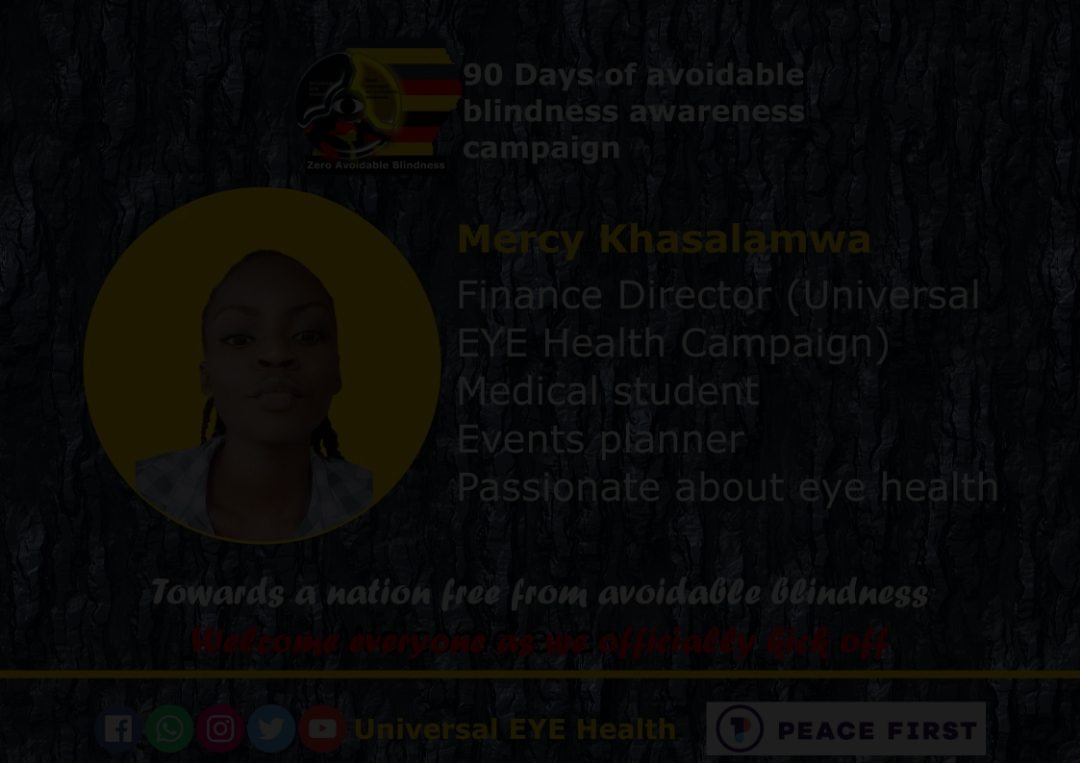 90 Days of avoidable
blindness awareness
campaign
Zero Avoidable Blindness
Mercy Khasalamwa
Finance Director (Universal
EYE Health Campaign)
Medical student
Events planner
Passionate about eye health
Towards a nation free from avoidable blindness
Welcome everyone as we officially kick off
Universal EYE Health
PEACE FIRST